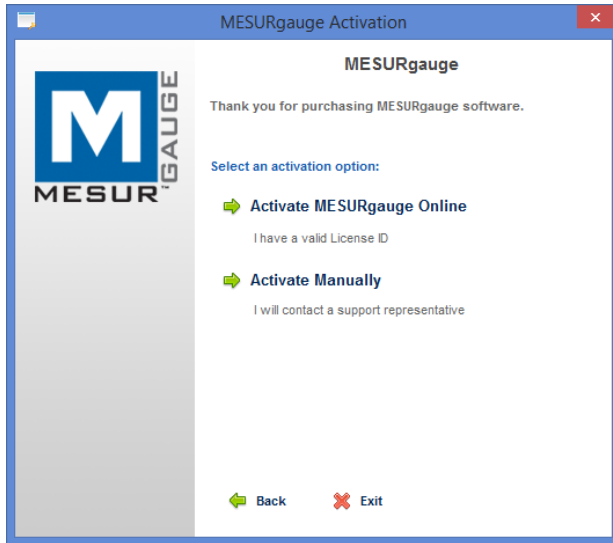 MESURgauge Activation
M
MESUR™
GAUGE
MESURgauge
Thank you for purchasing MESURgauge software.
Select an activation option:
Activate MESURgauge Online
I have a valid License ID
Activate Manually
I will contact a support representative
Back
Exit